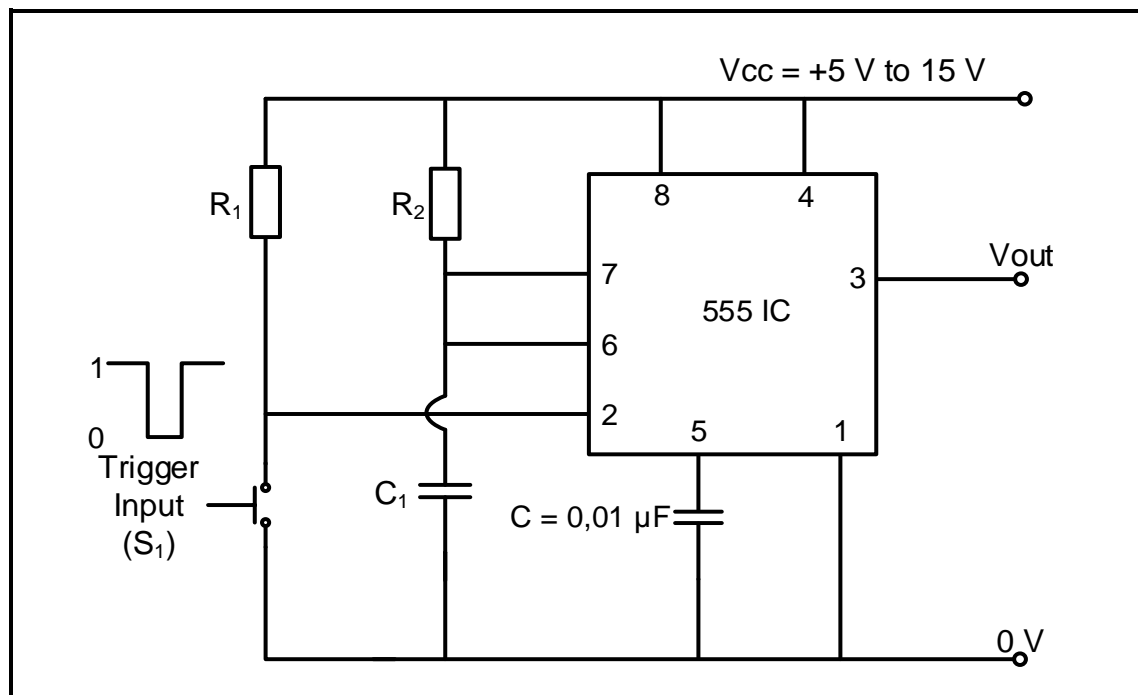 Vcc = +5 V to 15 V
R₁
R₂
8
4
7
3
Vout
555 IC
6
1
2
5
1
0
Trigger
Input
(S₁)
C₁
C = 0,01 µF
0 V